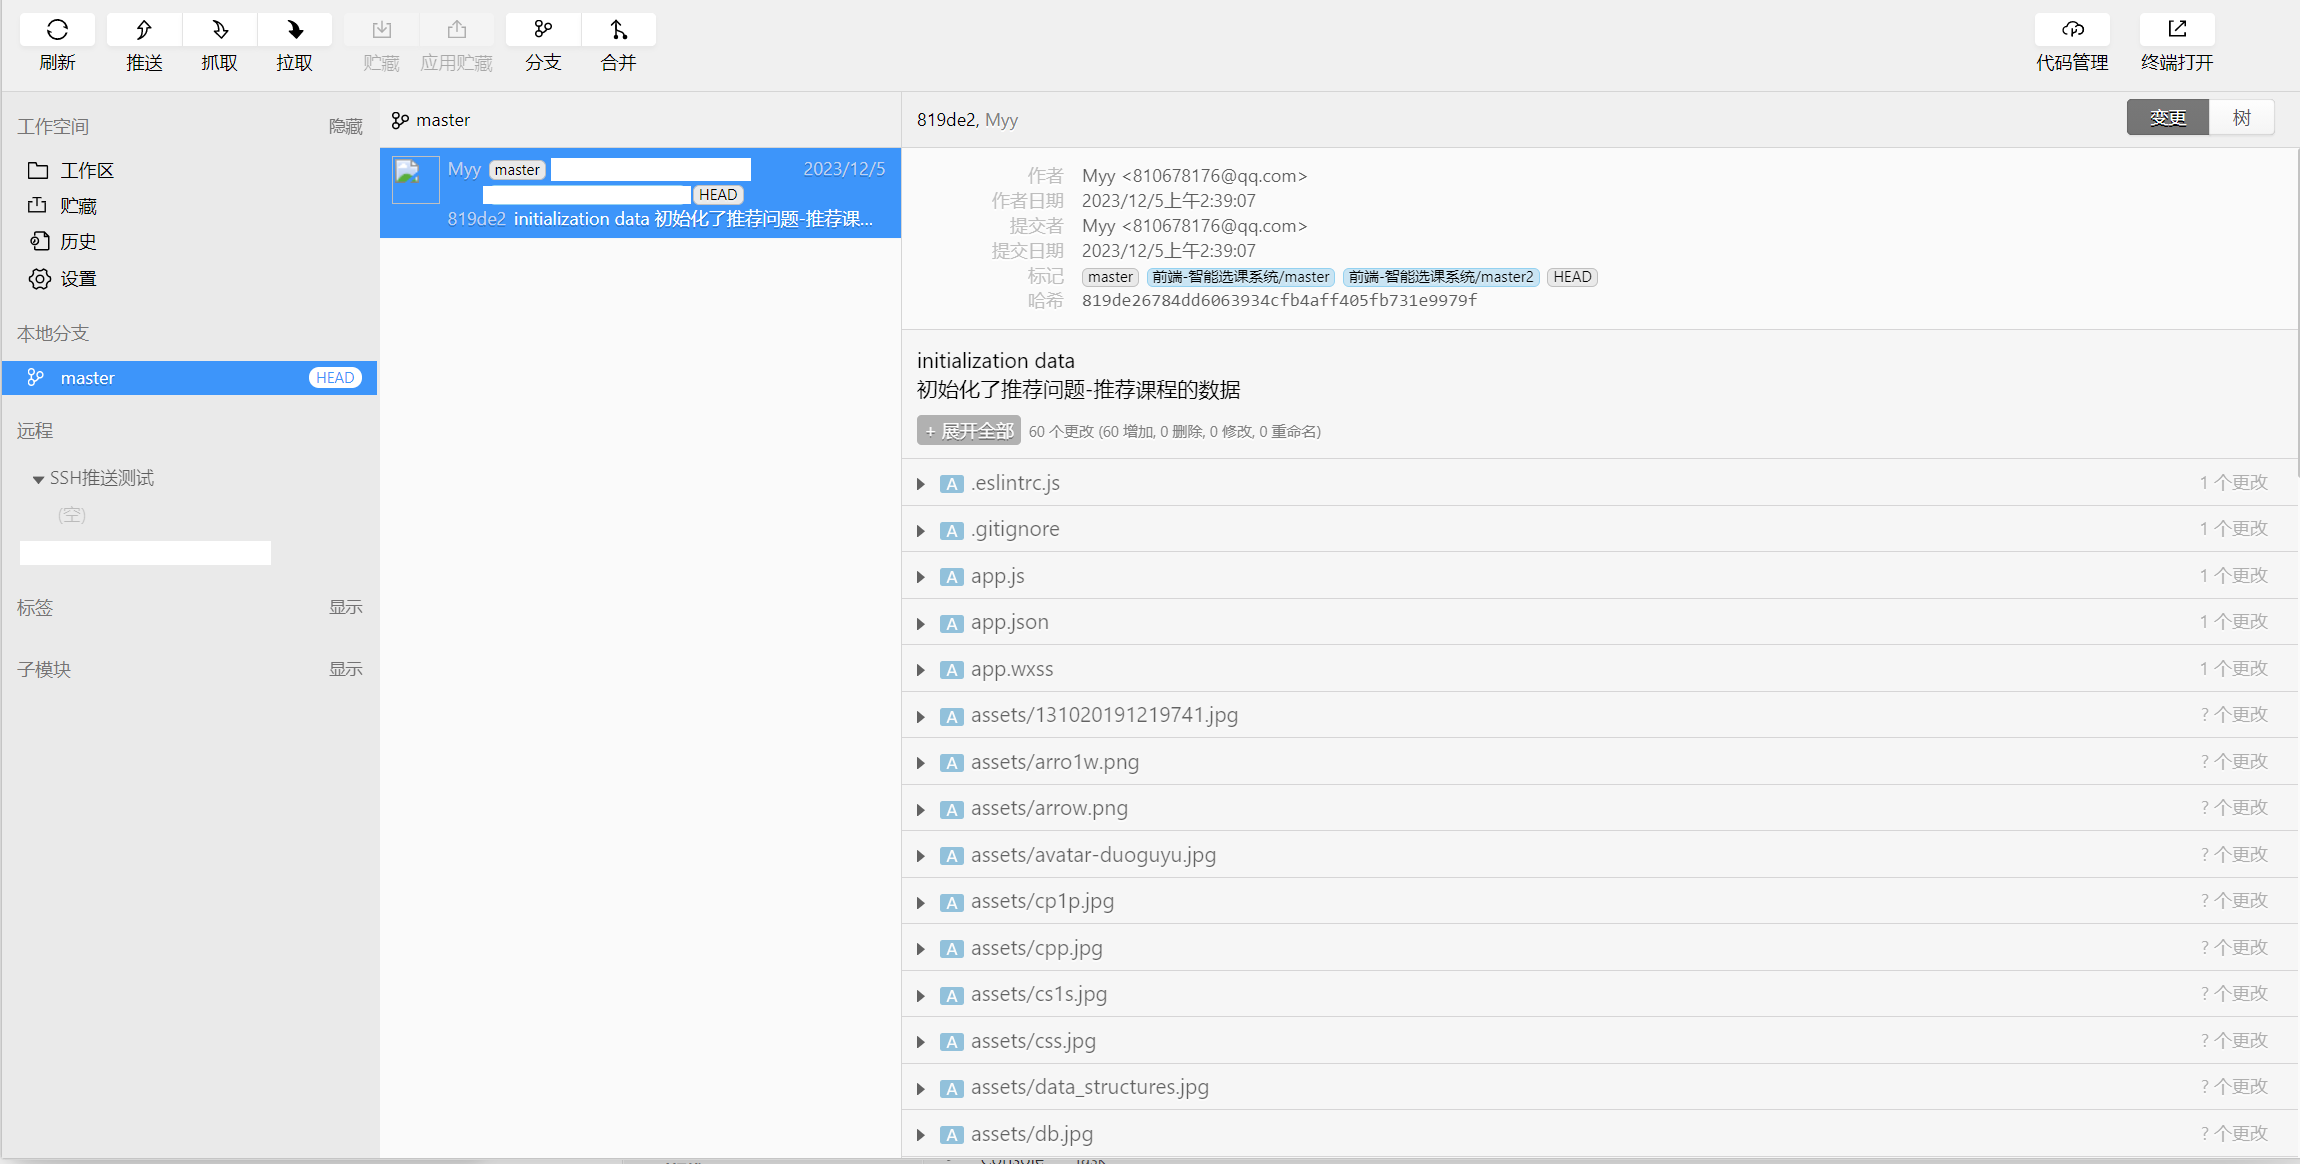 刷新 推送 抓取 拉取 贮藏 应用贮藏 分支 合并 代码管理 终端打开
工作空间 隐藏
工作区
贮藏
历史
设置
本地分支
master HEAD
远程
SSH推送测试
(空)
标签 显示
子模块 显示
master
Myy master 2023/12/5
HEAD
819de2 initialization data 初始化了推荐问题-推荐课...
819de2, Myy 变更 树
作者 Myy <810678176@qq.com>
作者日期 2023/12/5上午2:39:07
提交者 Myy <810678176@qq.com>
提交日期 2023/12/5上午2:39:07
标记 master 前端-智能选课系统/master 前端-智能选课系统/master2 HEAD
哈希 819de26784dd6063934cfb4aff405fb731e9979f
initialization data
初始化了推荐问题-推荐课程的数据
+ 展开全部 60 个更改 (60 增加, 0 删除, 0 修改, 0 重命名)
A .eslintrc.js 1 个更改
A .gitignore 1 个更改
A app.js 1 个更改
A app.json 1 个更改
A app.wxss 1 个更改
A assets/131020191219741.jpg ? 个更改
A assets/arro1w.png ? 个更改
A assets/arrow.png ? 个更改
A assets/avatar-duoguyu.jpg ? 个更改
A assets/cp1p.jpg ? 个更改
A assets/cpp.jpg ? 个更改
A assets/cs1s.jpg ? 个更改
A assets/css.jpg ? 个更改
A assets/data_structures.jpg ? 个更改
A assets/db.jpg ? 个更改